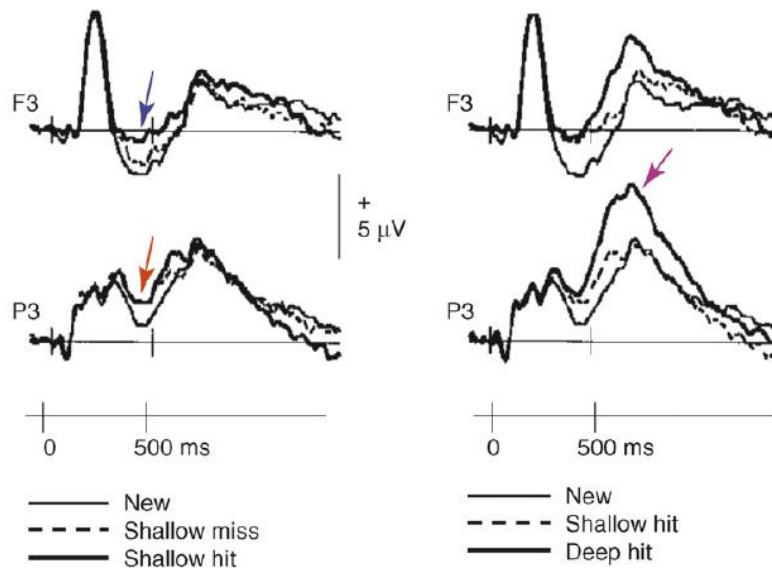 F3
F3
+
5 μV
P3
P3
0
500 ms
0
500 ms
New
Shallow miss
Shallow hit
New
Shallow hit
Deep hit